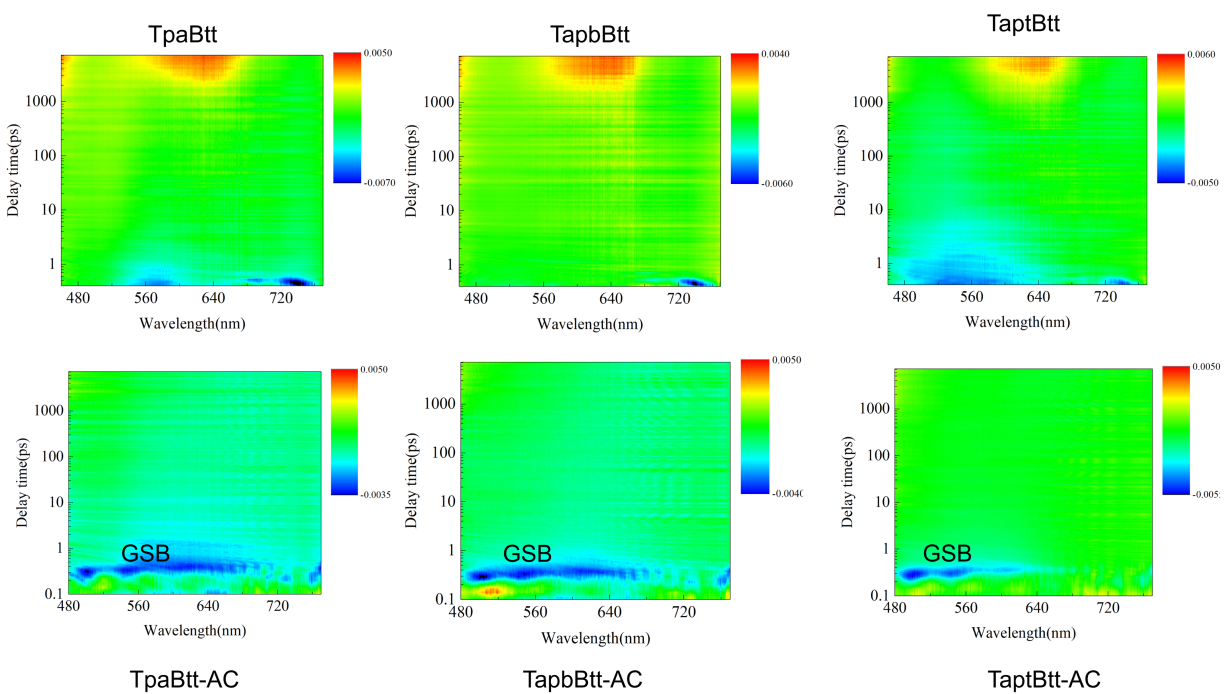 TpaBtt
TapbBtt
TaptBtt
0.0050
-0.0070
1000
100
10
1
Delay time(ps)
480 560 640 720
Wavelength(nm)
0.0040
-0.0060
1000
100
10
1
Delay time(ps)
480 560 640 720
Wavelength(nm)
0.0060
-0.0050
1000
100
10
1
Delay time(ps)
480 560 640 720
Wavelength(nm)
0.0050
-0.0035
1000
100
10
1
0.1
Delay time(ps)
GSB
480 560 640 720
Wavelength(nm)
0.0050
-0.004
1000
100
10
1
0.1
Delay time(ps)
GSB
480 560 640 720
Wavelength(nm)
0.0050
-0.005
1000
100
10
1
0.1
Delay time(ps)
GSB
480 560 640 720
Wavelength(nm)
TpaBtt-AC
TapbBtt-AC
TaptBtt-AC